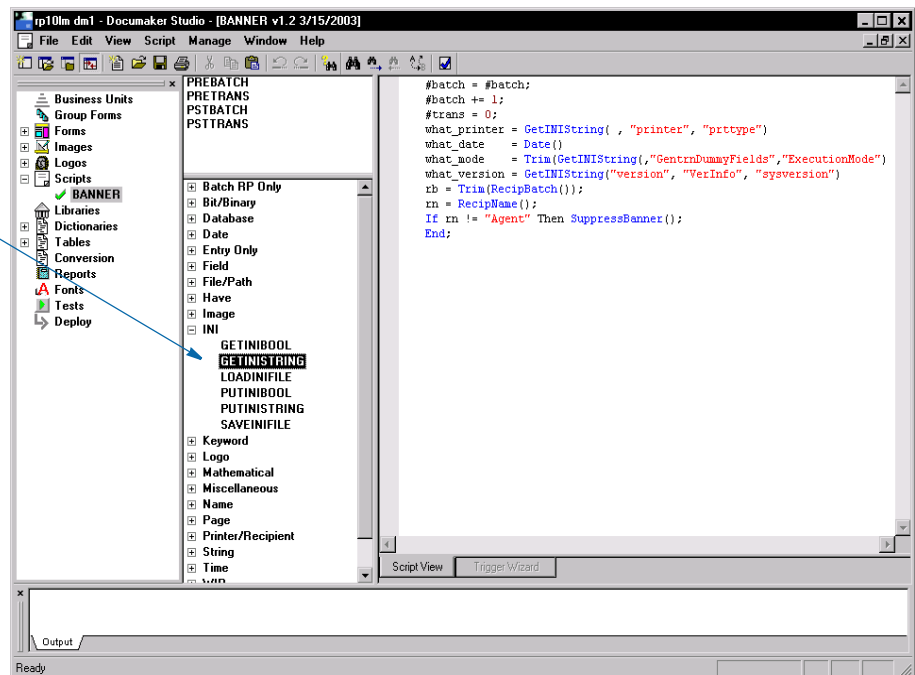 rp10lm dm1 - Documaker Studio - [BANNER v1.2 3/15/2003]
File Edit View Script Manage Window Help
Business Units
Group Forms
Forms
Images
Logos
Scripts
BANNER
Libraries
Dictionaries
Tables
Conversion
Reports
Fonts
Tests
Deploy
PREBATCH
PRETRANS
PSTBATCH
PSTTRANS
Batch RP Only
Bit/Binary
Database
Date
Entry Only
Field
File/Path
Have
Image
INI
GETINIBOOL
GETINISTRING
LOADINIFILE
PUTINIBOOL
PUTINISTRING
SAVEINIFILE
Keyword
Logo
Mathematical
Miscellaneous
Name
Page
Printer/Recipient
String
Time
WIP
#batch = #batch;
#batch += 1;
#trans = 0;
what_printer = GetINIString( , "printer", "prttype")
what_date = Date()
what_mode = Trim(GetINIString(,"GentrnDummyFields","ExecutionMode")
what_version = GetINIString("version", "VerInfo", "sysversion")
rb = Trim(RecipBatch());
rn = RecipName();
If rn != "Agent" Then SuppressBanner();
End;
Script View Trigger Wizard
Output
Ready